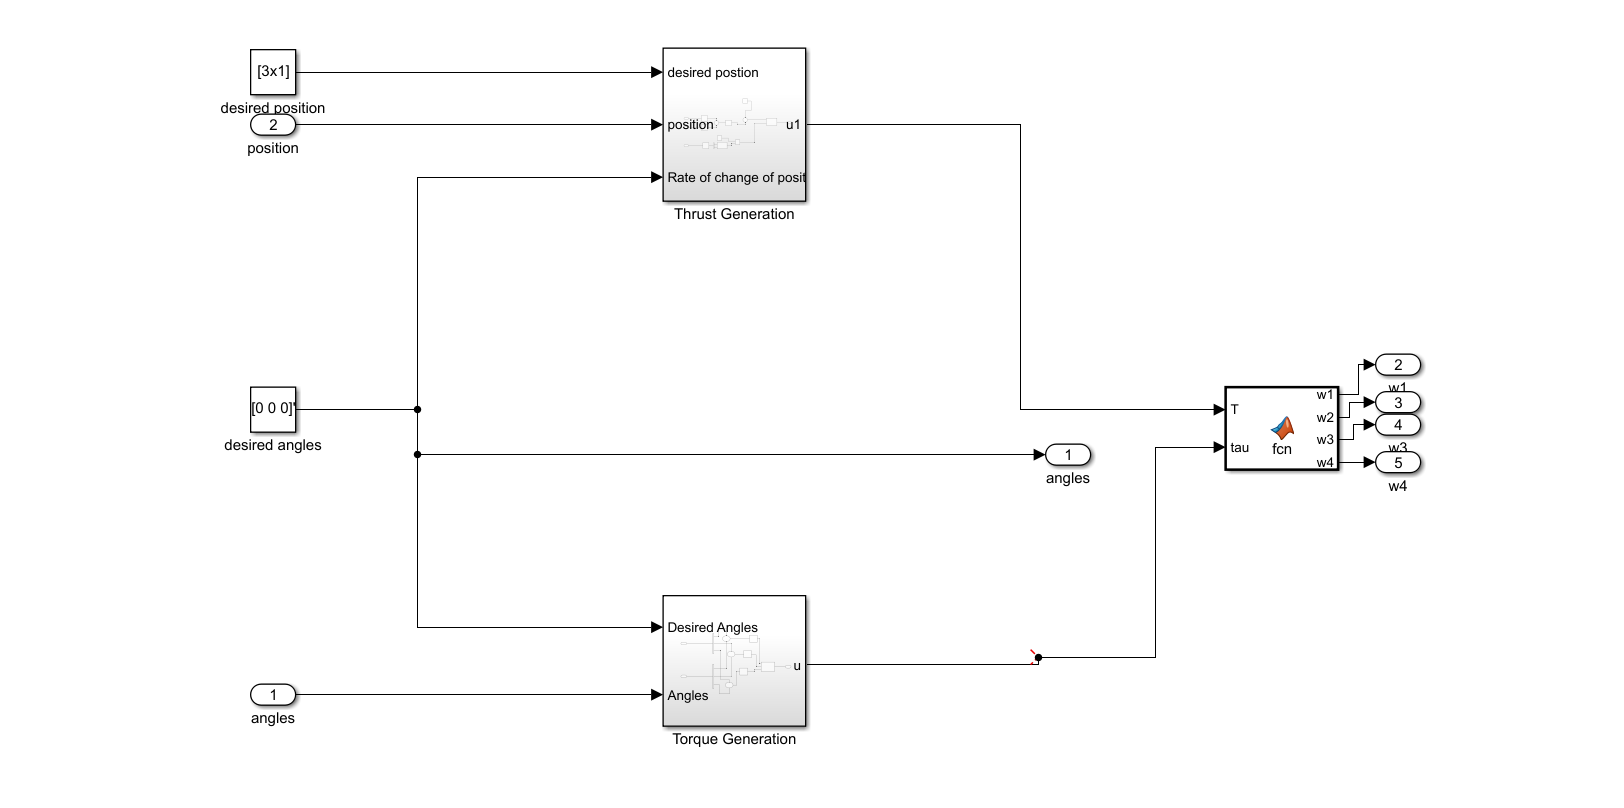 [3x1]
desired position
2
position
desired postion
position
Rate of change of posit
u1
Thrust Generation
[0 0 0]'
desired angles
1
angles
T
tau
fcn
w1
w2
w3
w4
2
w1
3
4
w3
5
w4
Desired Angles
Angles
u
Torque Generation
1
angles